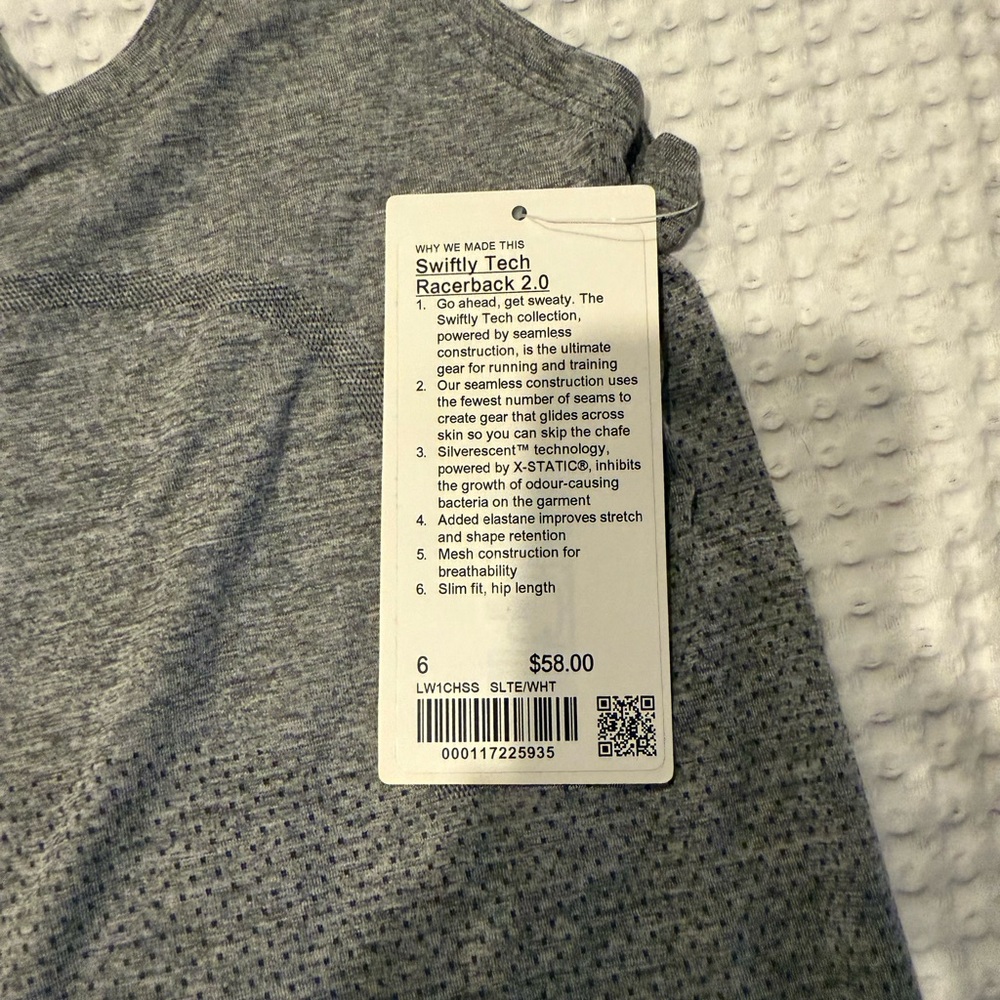 WHY WE MADE THIS
Swiftly Tech
Racerback 2.0
1. Go ahead, get sweaty. The
Swiftly Tech collection,
powered by seamless
construction, is the ultimate
gear for running and training
2. Our seamless construction uses
the fewest number of seams to
create gear that glides across
skin so you can skip the chafe
3. Silverescent™ technology,
powered by X-STATIC®, inhibits
the growth of odour-causing
bacteria on the garment
4. Added elastane improves stretch
and shape retention
5. Mesh construction for
breathability
6. Slim fit, hip length
6 $58.00
LW1CHSS SLTE/WHT
000117225935